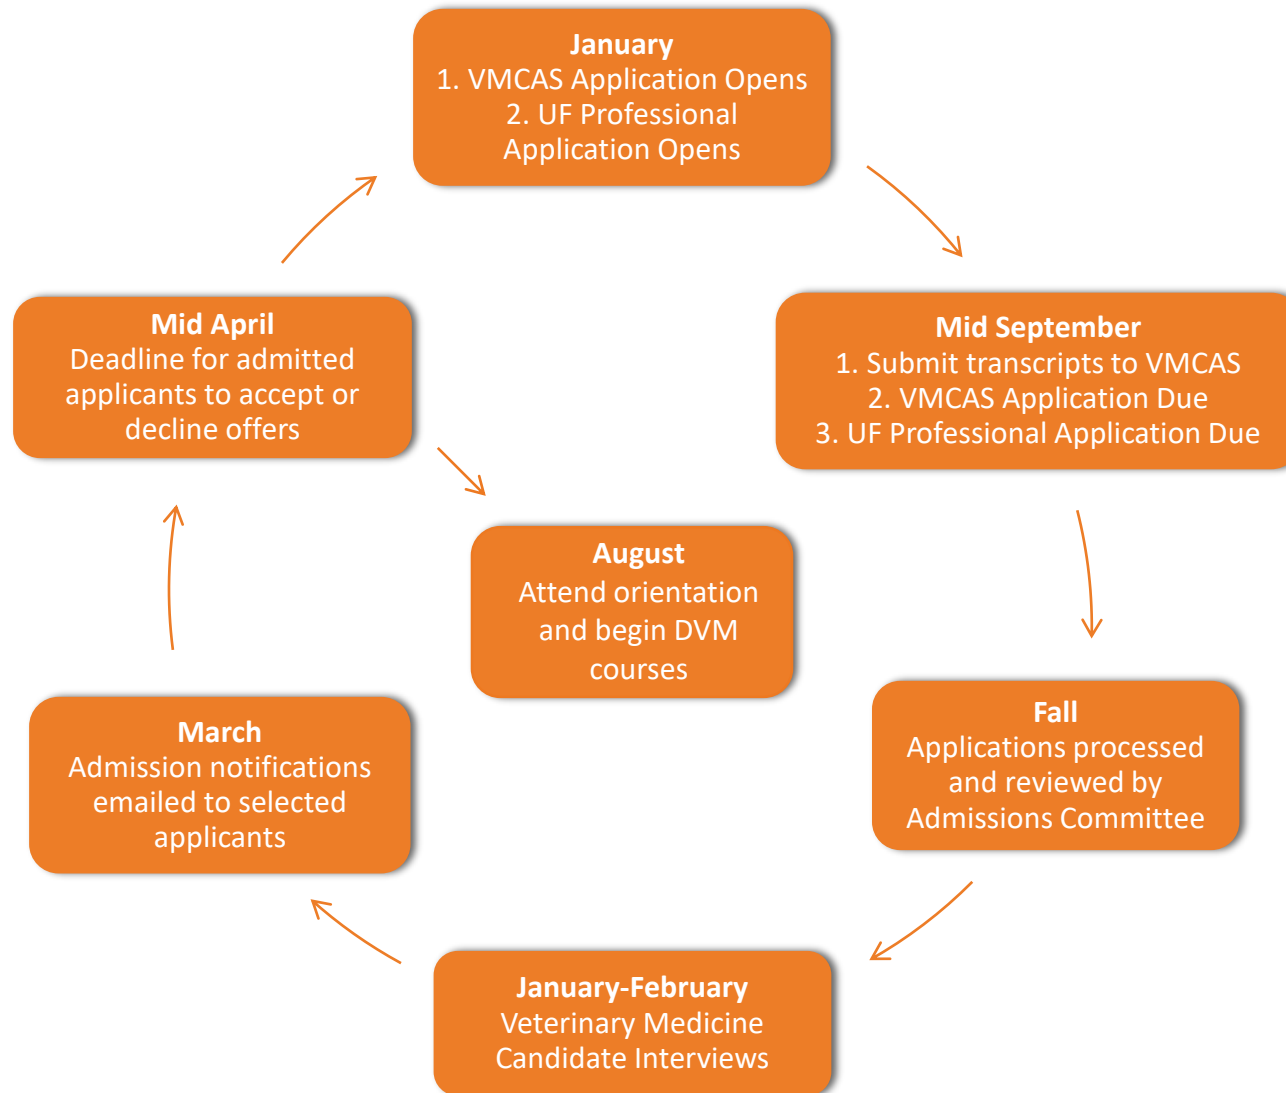 January
1. VMCAS Application Opens
2. UF Professional
Application Opens
Mid September
1. Submit transcripts to VMCAS
2. VMCAS Application Due
3. UF Professional Application Due
Fall
Applications processed
and reviewed by
Admissions Committee
January-February
Veterinary Medicine
Candidate Interviews
March
Admission notifications
emailed to selected
applicants
Mid April
Deadline for admitted
applicants to accept or
decline offers
August
Attend orientation
and begin DVM
courses